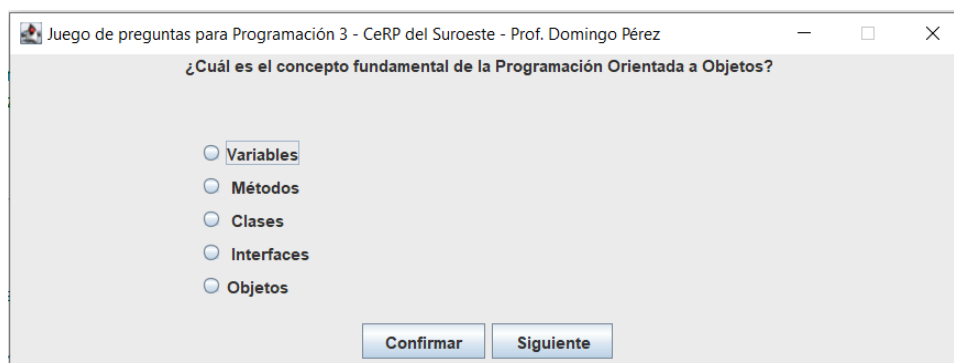 Juego de preguntas para Programación 3 - CeRP del Suroeste - Prof. Domingo Pérez
¿Cuál es el concepto fundamental de la Programación Orientada a Objetos?
Variables
Métodos
Clases
Interfaces
Objetos
Confirmar Siguiente